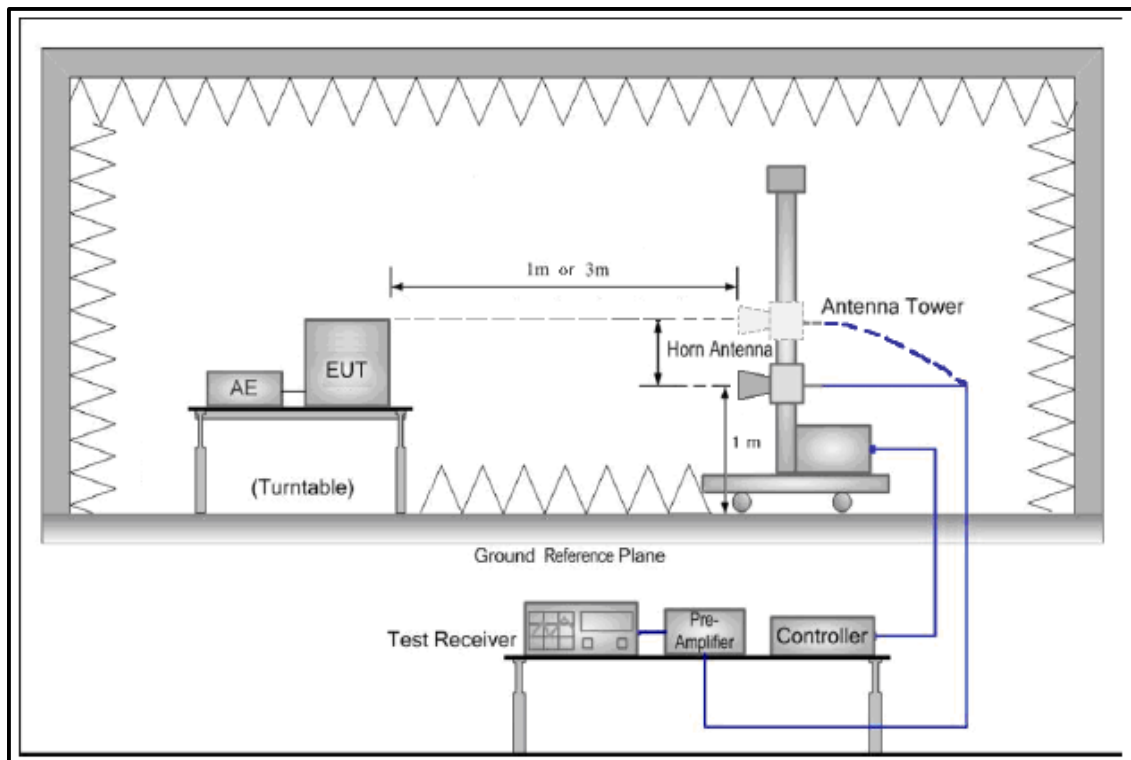 1m or 3m
Antenna Tower
Horn Antenna
EUT
AE
1 m
(Turntable)
Ground Reference Plane
Test Receiver
Pre-
Amplifier
Controller